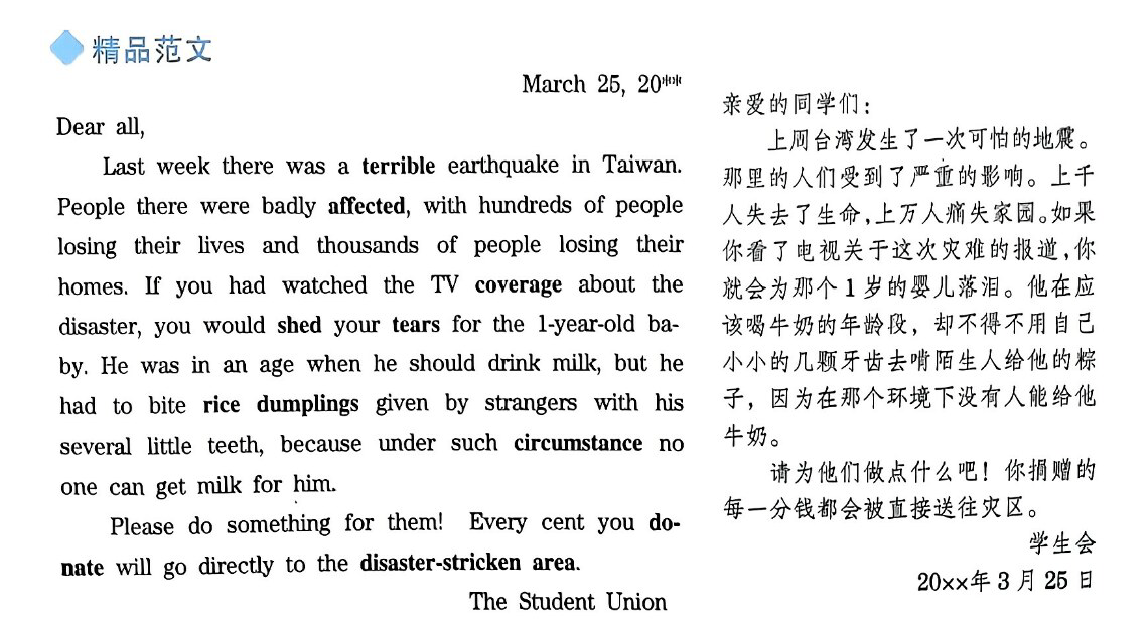 精品范文
March 25, 20**
Dear all,
Last week there was a terrible earthquake in Taiwan.
People there were badly affected, with hundreds of people
losing their lives and thousands of people losing their
homes. If you had watched the TV coverage about the
disaster, you would shed your tears for the 1-year-old ba-
by. He was in an age when he should drink milk, but he
had to bite rice dumplings given by strangers with his
several little teeth, because under such circumstance no
one can get milk for him.
Please do something for them! Every cent you do-
nate will go directly to the disaster-stricken area.
The Student Union
亲爱的同学们：
上周台湾发生了一次可怕的地震。
那里的人们受到了严重的影响。上千
人失去了生命，上万人痛失家园。如果
你看了电视关于这次灾难的报道，你
就会为那个1岁的婴儿落泪。他在应
该喝牛奶的年龄段，却不得不用自己
小小的几颗牙齿去啃陌生人给他的粽
子，因为在那个环境下没有人能给他
牛奶。
请为他们做点什么吧！你捐赠的
每一分钱都会被直接送往灾区。
学生会
20××年3月25日